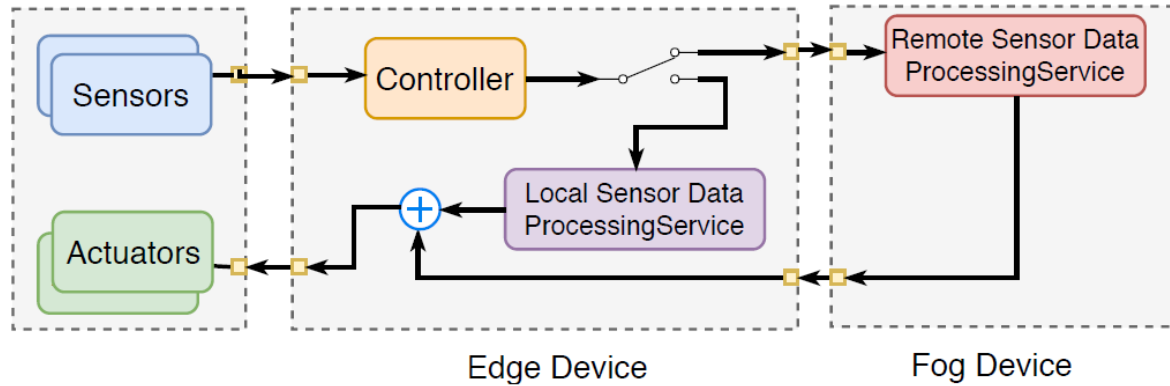 Sensors
Controller
Remote Sensor Data
ProcessingService
Local Sensor Data
ProcessingService
Actuators
Edge Device
Fog Device